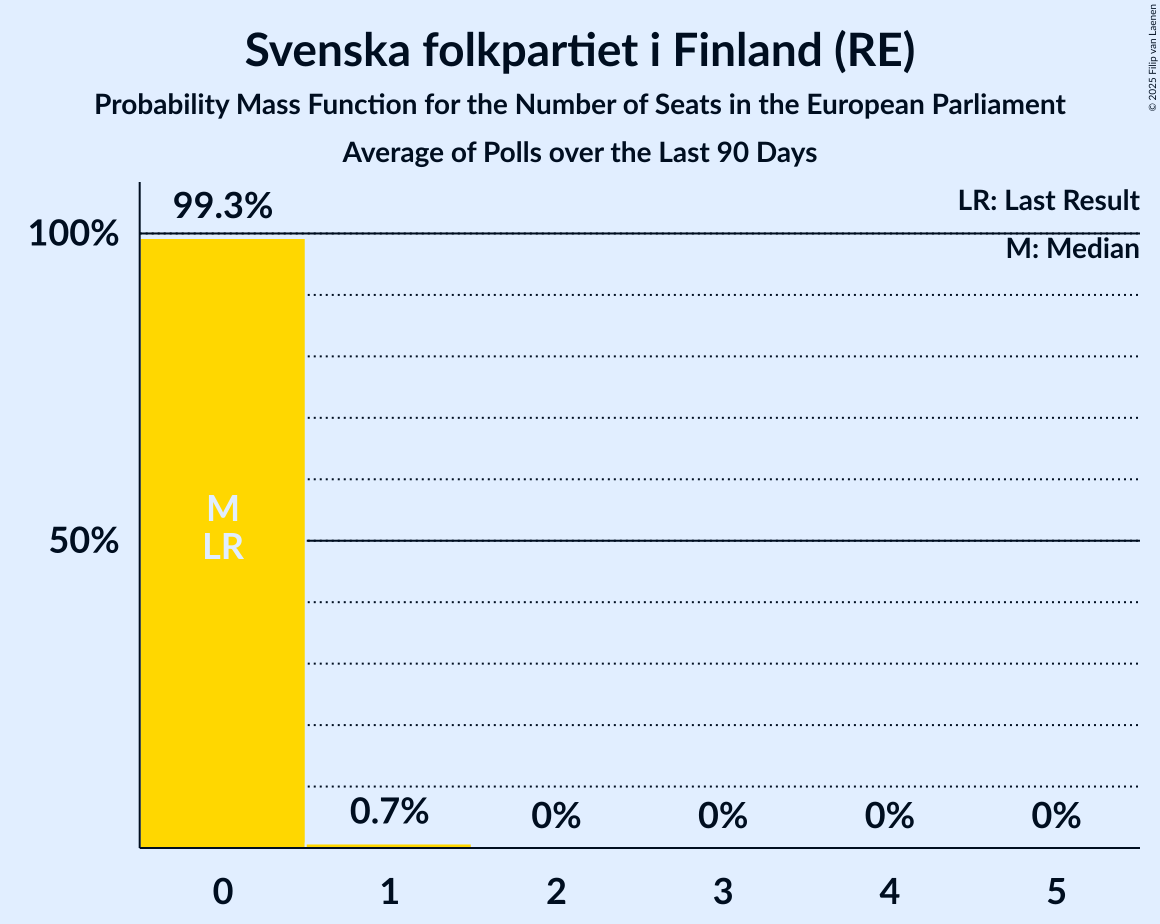 Svenska folkpartiet i Finland (RE)
Probability Mass Function for the Number of Seats in the European Parliament
Average of Polls over the Last 90 Days
© 2025 Filip van Laenen
99.3%
LR: Last Result
100%
M: Median
M
LR
50%
0.7%
0%
0%
0%
0%
0
1
2
3
4
5